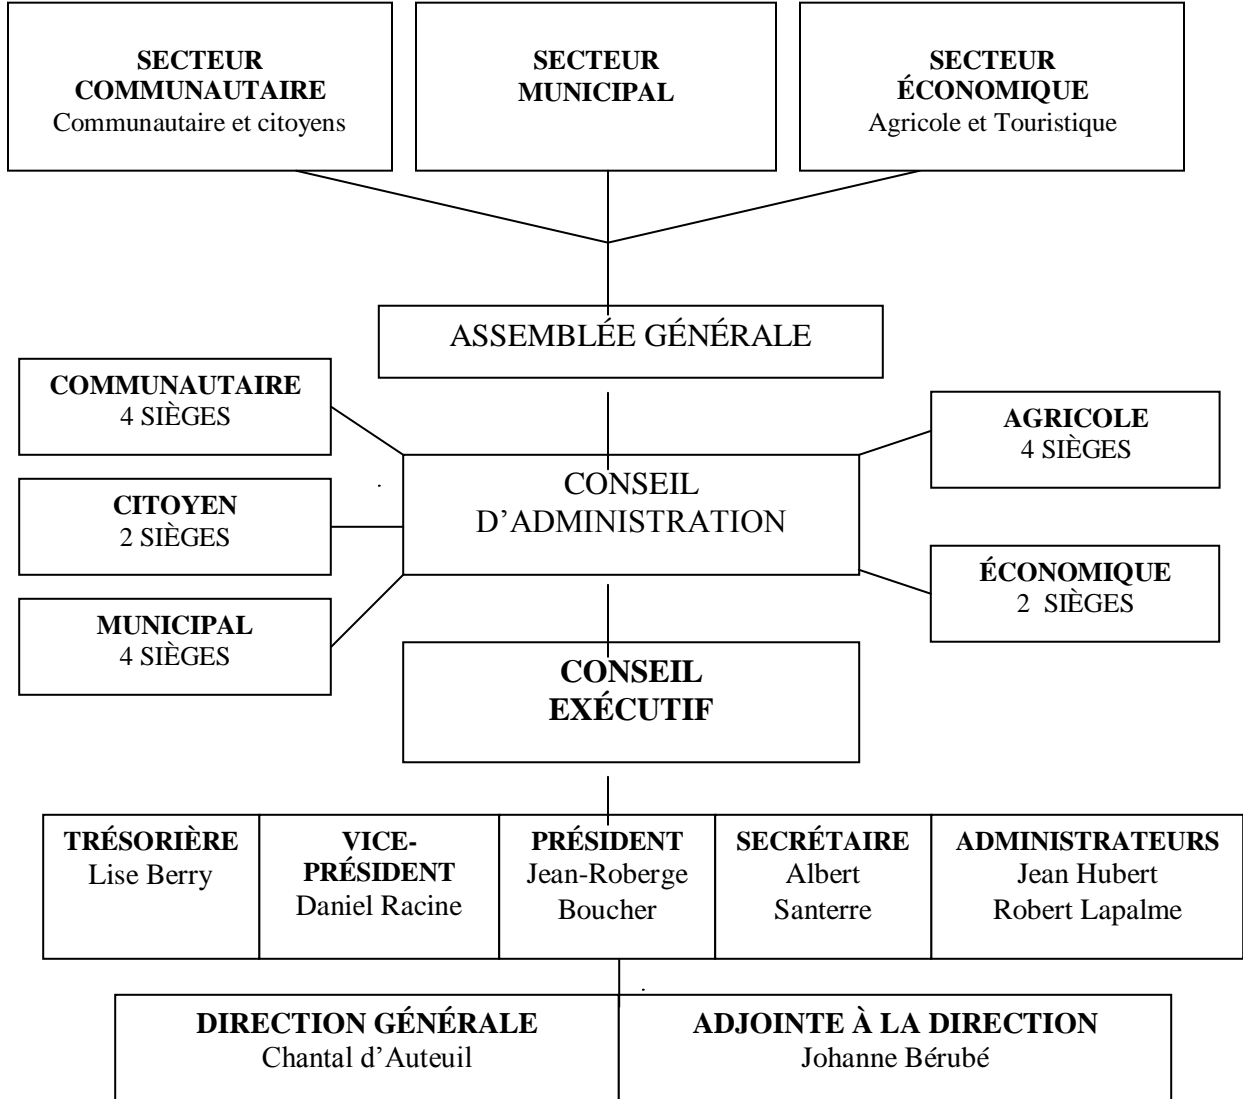 SECTEUR
COMMUNAUTAIRE
Communautaire et citoyens
SECTEUR
MUNICIPAL
SECTEUR
ÉCONOMIQUE
Agricole et Touristique
ASSEMBLÉE GÉNÉRALE
COMMUNAUTAIRE
4 SIÈGES
CITOYEN
2 SIÈGES
MUNICIPAL
4 SIÈGES
CONSEIL
D’ADMINISTRATION
AGRICOLE
4 SIÈGES
ÉCONOMIQUE
2 SIÈGES
CONSEIL
EXÉCUTIF
TRÉSORIÈRE
Lise Berry
VICE-
PRÉSIDENT
Daniel Racine
PRÉSIDENT
Jean-Roberge
Boucher
SECRÉTAIRE
Albert
Santerre
ADMINISTRATEURS
Jean Hubert
Robert Lapalme
DIRECTION GÉNÉRALE
Chantal d’Auteuil
ADJOINTE À LA DIRECTION
Johanne Bérubé